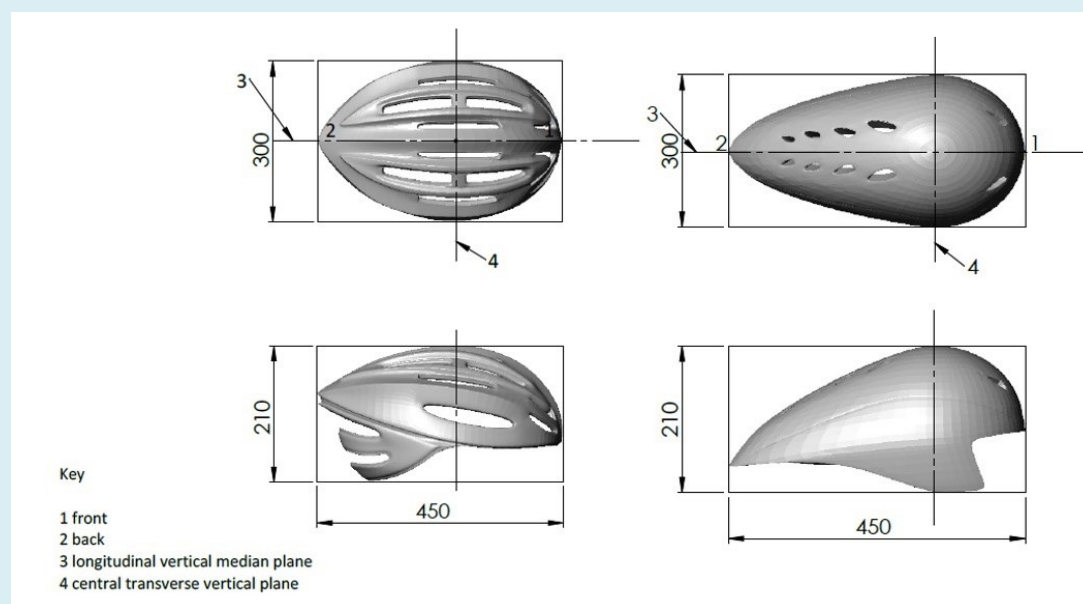 3
2
1
300
4
3
2
1
300
4
210
450
210
450
Key
1 front
2 back
3 longitudinal vertical median plane
4 central transverse vertical plane